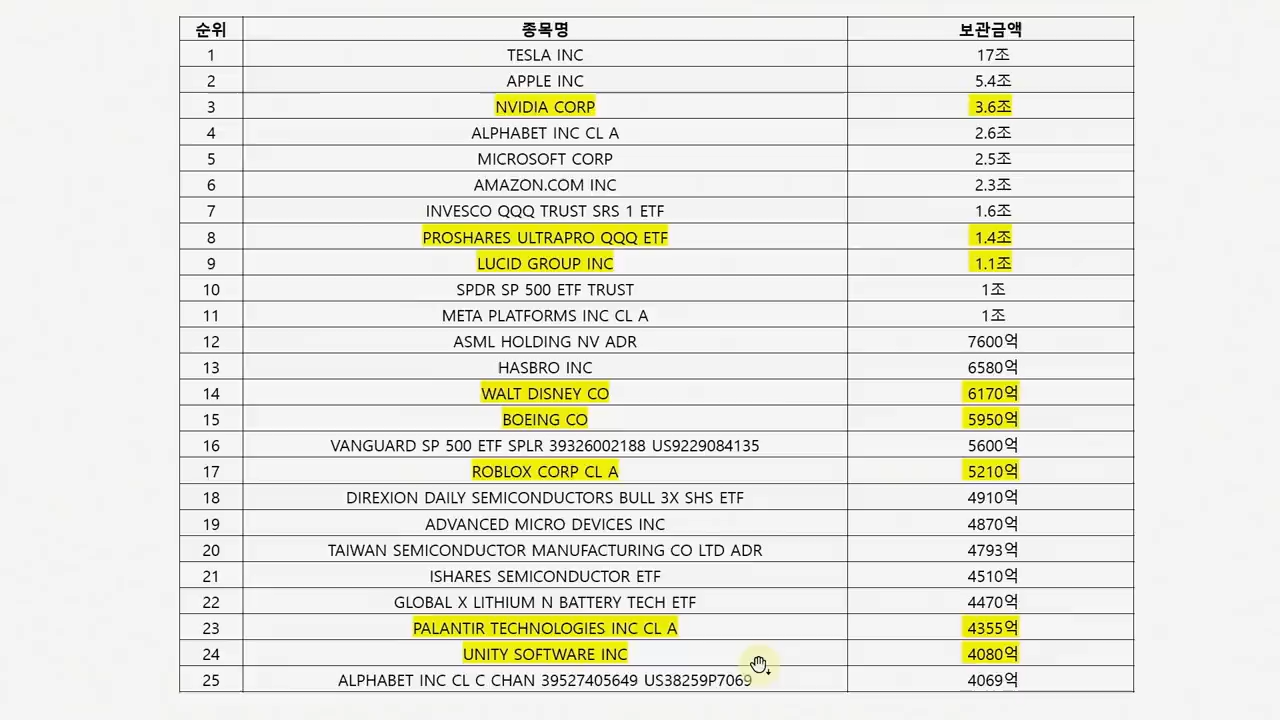 순위 종목명 보관금액
1 TESLA INC 17조
2 APPLE INC 5.4조
3 NVIDIA CORP 3.6조
4 ALPHABET INC CL A 2.6조
5 MICROSOFT CORP 2.5조
6 AMAZON.COM INC 2.3조
7 INVESCO QQQ TRUST SRS 1 ETF 1.6조
8 PROSHARES ULTRAPRO QQQ ETF 1.4조
9 LUCID GROUP INC 1.1조
10 SPDR SP 500 ETF TRUST 1조
11 META PLATFORMS INC CL A 1조
12 ASML HOLDING NV ADR 7600억
13 HASBRO INC 6580억
14 WALT DISNEY CO 6170억
15 BOEING CO 5950억
16 VANGUARD SP 500 ETF SPLR 39326002188 US9229084135 5600억
17 ROBLOX CORP CL A 5210억
18 DIREXION DAILY SEMICONDUCTORS BULL 3X SHS ETF 4910억
19 ADVANCED MICRO DEVICES INC 4870억
20 TAIWAN SEMICONDUCTOR MANUFACTURING CO LTD ADR 4793억
21 ISHARES SEMICONDUCTOR ETF 4510억
22 GLOBAL X LITHIUM N BATTERY TECH ETF 4470억
23 PALANTIR TECHNOLOGIES INC CL A 4355억
24 UNITY SOFTWARE INC 4080억
25 ALPHABET INC CL C CHAN 39527405649 US38259P7069 4069억